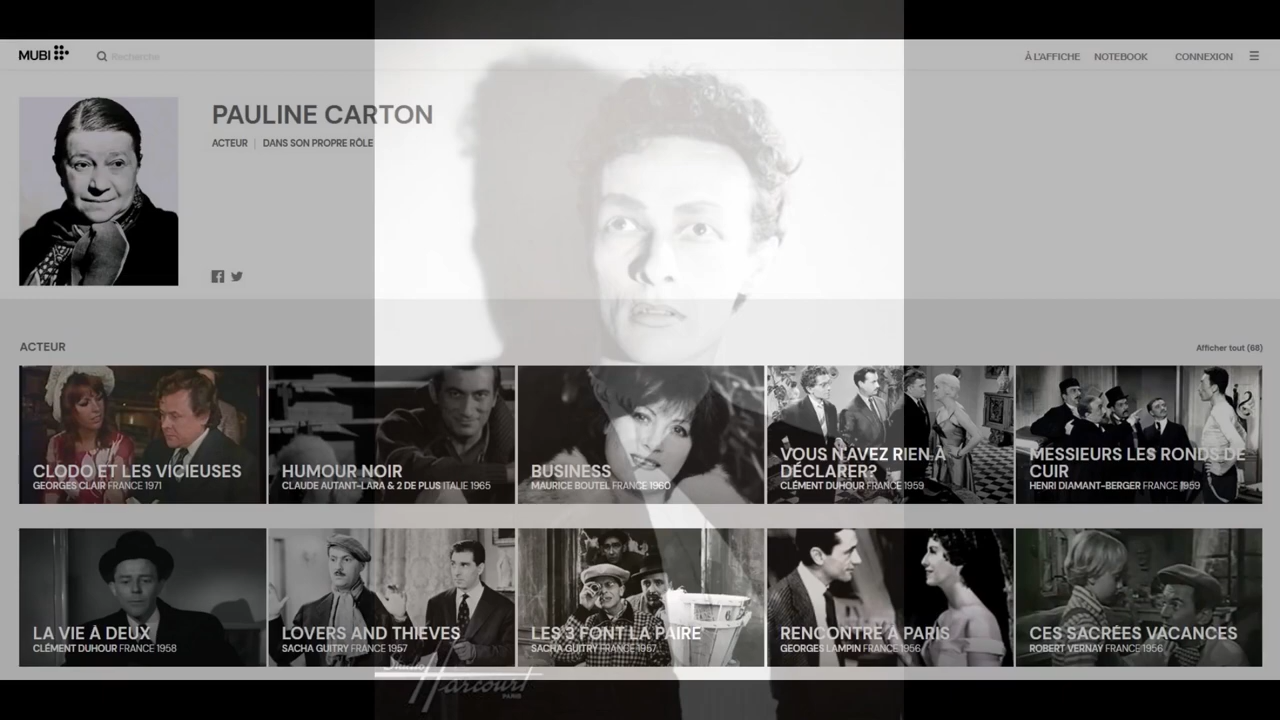 MUBI
Recherche
À L'AFFICHE
NOTEBOOK
CONNEXION
PAULINE CARTON
ACTEUR | DANS SON PROPRE RÔLE
ACTEUR
Afficher tout (68)
CLODO ET LES VICIEUSES
GEORGES CLAIR FRANCE 1971
HUMOUR NOIR
CLAUDE AUTANT-LARA & 2 DE PLUS ITALIE 1965
BUSINESS
MAURICE BOUTEL FRANCE 1960
VOUS N'AVEZ RIEN À
DÉCLARER?
CLÉMENT DUHOUR FRANCE 1959
MESSIEURS LES RONDS DE
CUIR
HENRI DIAMANT-BERGER FRANCE 1959
LA VIE À DEUX
CLÉMENT DUHOUR FRANCE 1958
LOVERS AND THIEVES
SACHA GUITRY FRANCE 1957
LES 3 FONT LA PAIRE
SACHA GUITRY FRANCE 1957
RENCONTRE À PARIS
GEORGES LAMPIN FRANCE 1956
CES SACRÉES VACANCES
ROBERT VERNAY FRANCE 1956
Studio
Harcourt
PARIS